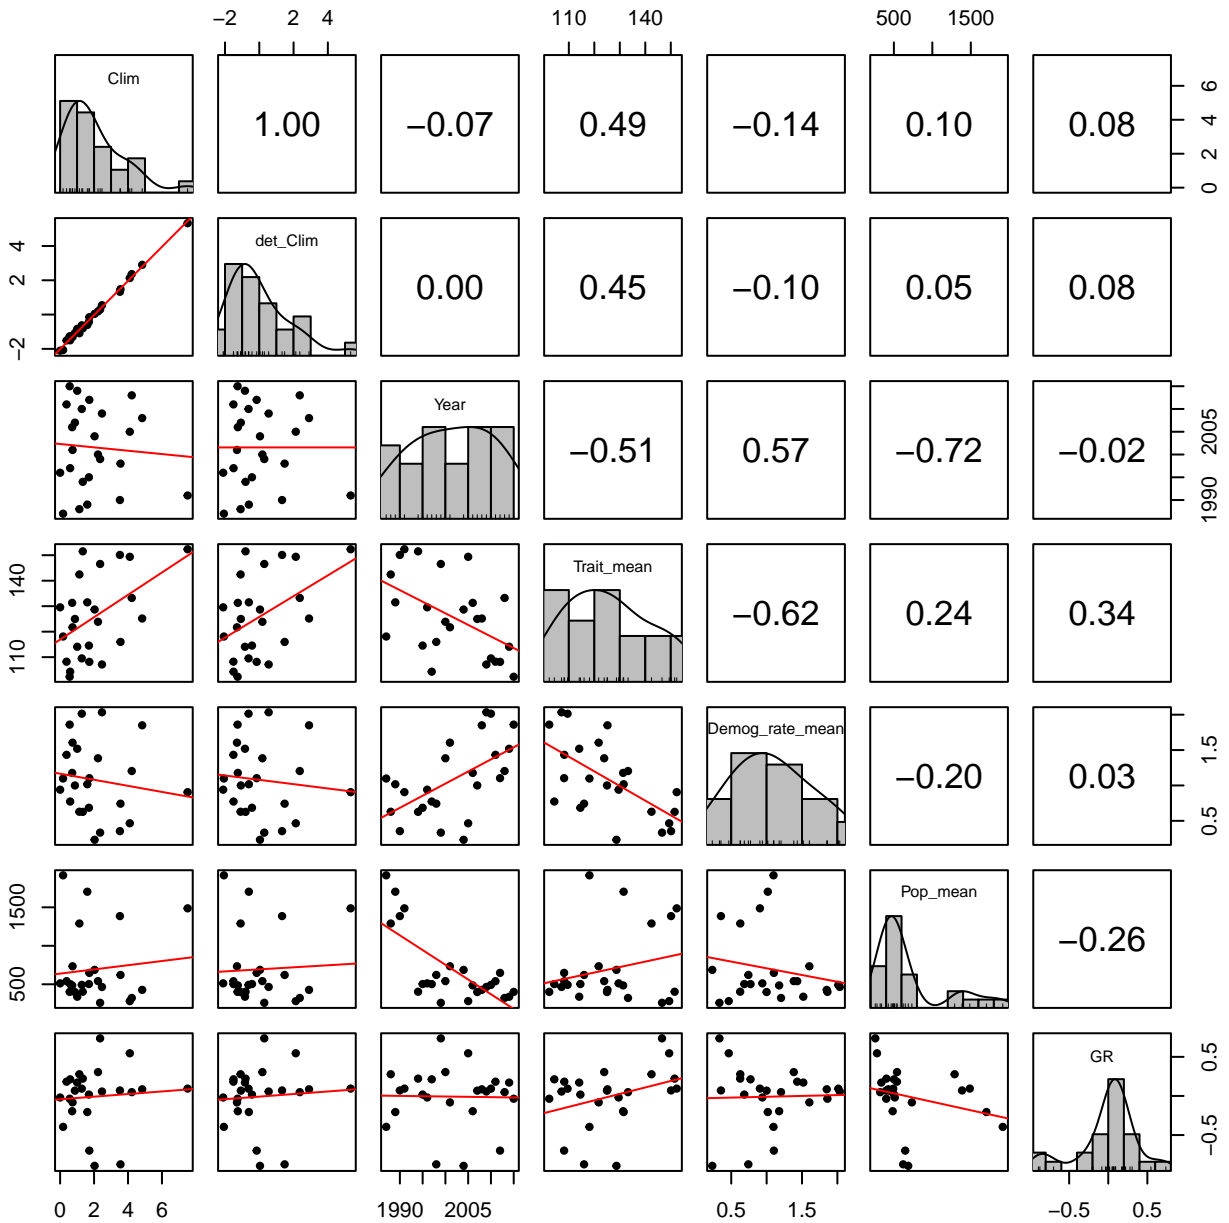 −2 2 4 110 140 500 1500
Clim
1.00 −0.07 0.49 −0.14 0.10 0.08
0 2 4 6
det_Clim
0.00 0.45 −0.10 0.05 0.08
−2 2 4
Year
−0.51 0.57 −0.72 −0.02
1990 2005
Trait_mean
−0.62 0.24 0.34
110 140
Demog_rate_mean
−0.20 0.03
0.5 1.5
Pop_mean
−0.26
500 1500
GR
−0.5 0.5
0 2 4 6 1990 2005 0.5 1.5 −0.5 0.5